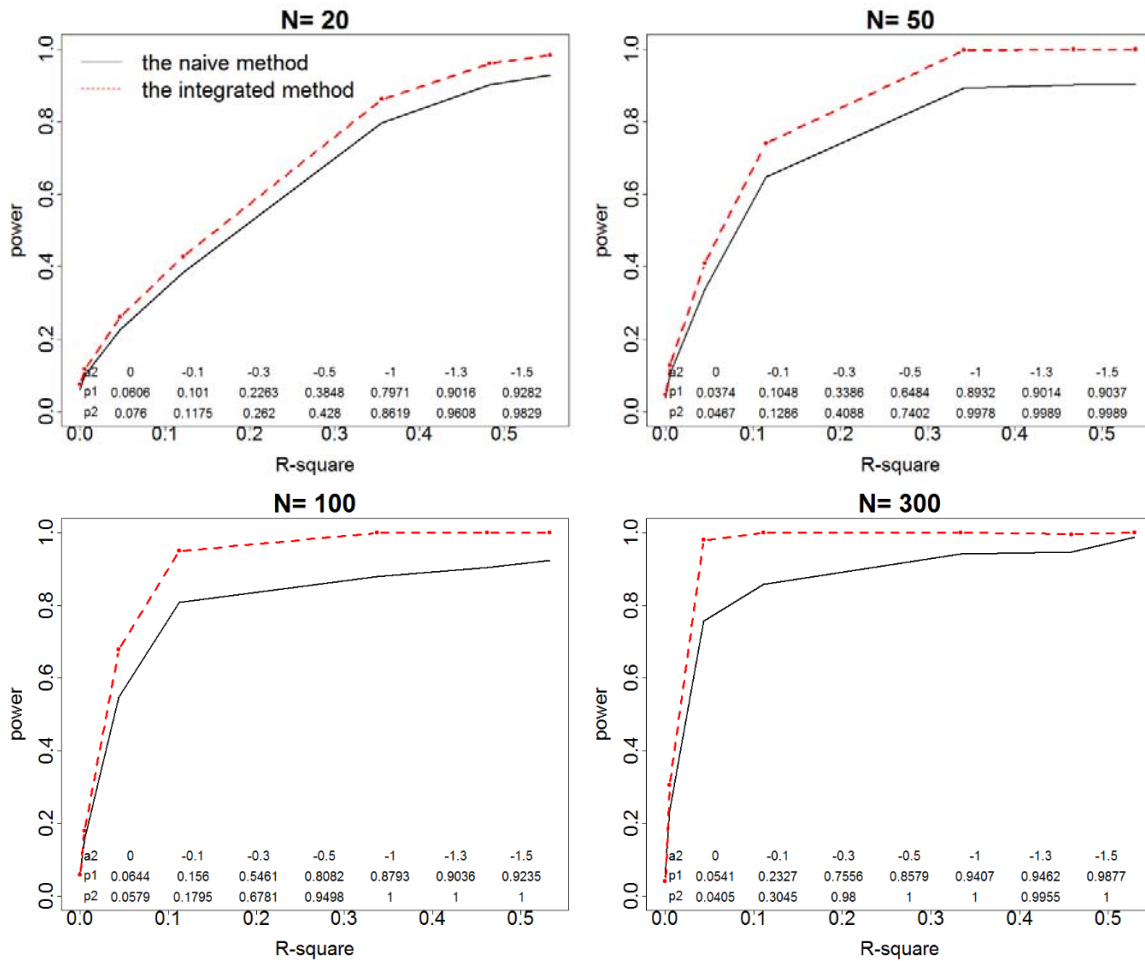 N= 20
the naive method
the integrated method
power
1.0
0.8
0.6
0.4
0.2
0.0
a2 0 -0.1 -0.3 -0.5 -1 -1.3 -1.5
p1 0.0606 0.101 0.2263 0.3848 0.7971 0.9016 0.9282
p2 0.076 0.1175 0.262 0.428 0.8619 0.9608 0.9829
0.0 0.1 0.2 0.3 0.4 0.5
R-square
N= 50
power
1.0
0.8
0.6
0.4
0.2
0.0
a2 0 -0.1 -0.3 -0.5 -1 -1.3 -1.5
p1 0.0374 0.1048 0.3386 0.6484 0.8932 0.9014 0.9037
p2 0.0467 0.1286 0.4088 0.7402 0.9978 0.9989 0.9989
0.0 0.1 0.2 0.3 0.4 0.5
R-square
N= 100
power
1.0
0.8
0.6
0.4
0.2
0.0
a2 0 -0.1 -0.3 -0.5 -1 -1.3 -1.5
p1 0.0644 0.156 0.5461 0.8082 0.8793 0.9036 0.9235
p2 0.0579 0.1795 0.6781 0.9498 1 1 1
0.0 0.1 0.2 0.3 0.4 0.5
R-square
N= 300
power
1.0
0.8
0.6
0.4
0.2
0.0
a2 0 -0.1 -0.3 -0.5 -1 -1.3 -1.5
p1 0.0541 0.2327 0.7556 0.8579 0.9407 0.9462 0.9877
p2 0.0405 0.3045 0.98 1 1 0.9955 1
0.0 0.1 0.2 0.3 0.4 0.5
R-square